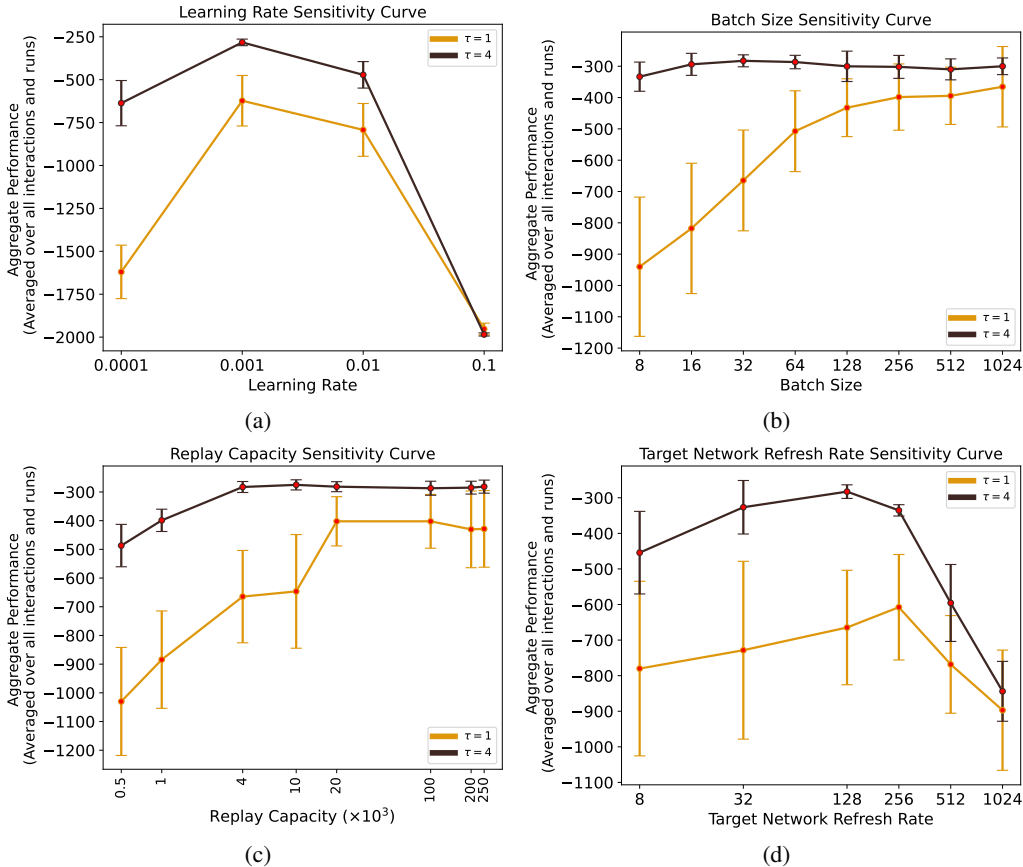 Learning Rate Sensitivity Curve
Aggregate Performance
(Averaged over all interactions and runs)
−250
−500
−750
−1000
−1250
−1500
−1750
−2000
τ = 1
τ = 4
0.0001
0.001
0.01
0.1
Learning Rate
(a)
Batch Size Sensitivity Curve
Aggregate Performance
(Averaged over all interactions and runs)
−300
−400
−500
−600
−700
−800
−900
−1000
−1100
−1200
τ = 1
τ = 4
8
16
32
64
128
256
512
1024
Batch Size
(b)
Replay Capacity Sensitivity Curve
Aggregate Performance
(Averaged over all interactions and runs)
−300
−400
−500
−600
−700
−800
−900
−1000
−1100
−1200
τ = 1
τ = 4
0.5
1
4
10
20
100
200
250
Replay Capacity (×10³)
(c)
Target Network Refresh Rate Sensitivity Curve
Aggregate Performance
(Averaged over all interactions and runs)
−300
−400
−500
−600
−700
−800
−900
−1000
−1100
τ = 1
τ = 4
8
32
128
256
512
1024
Target Network Refresh Rate
(d)